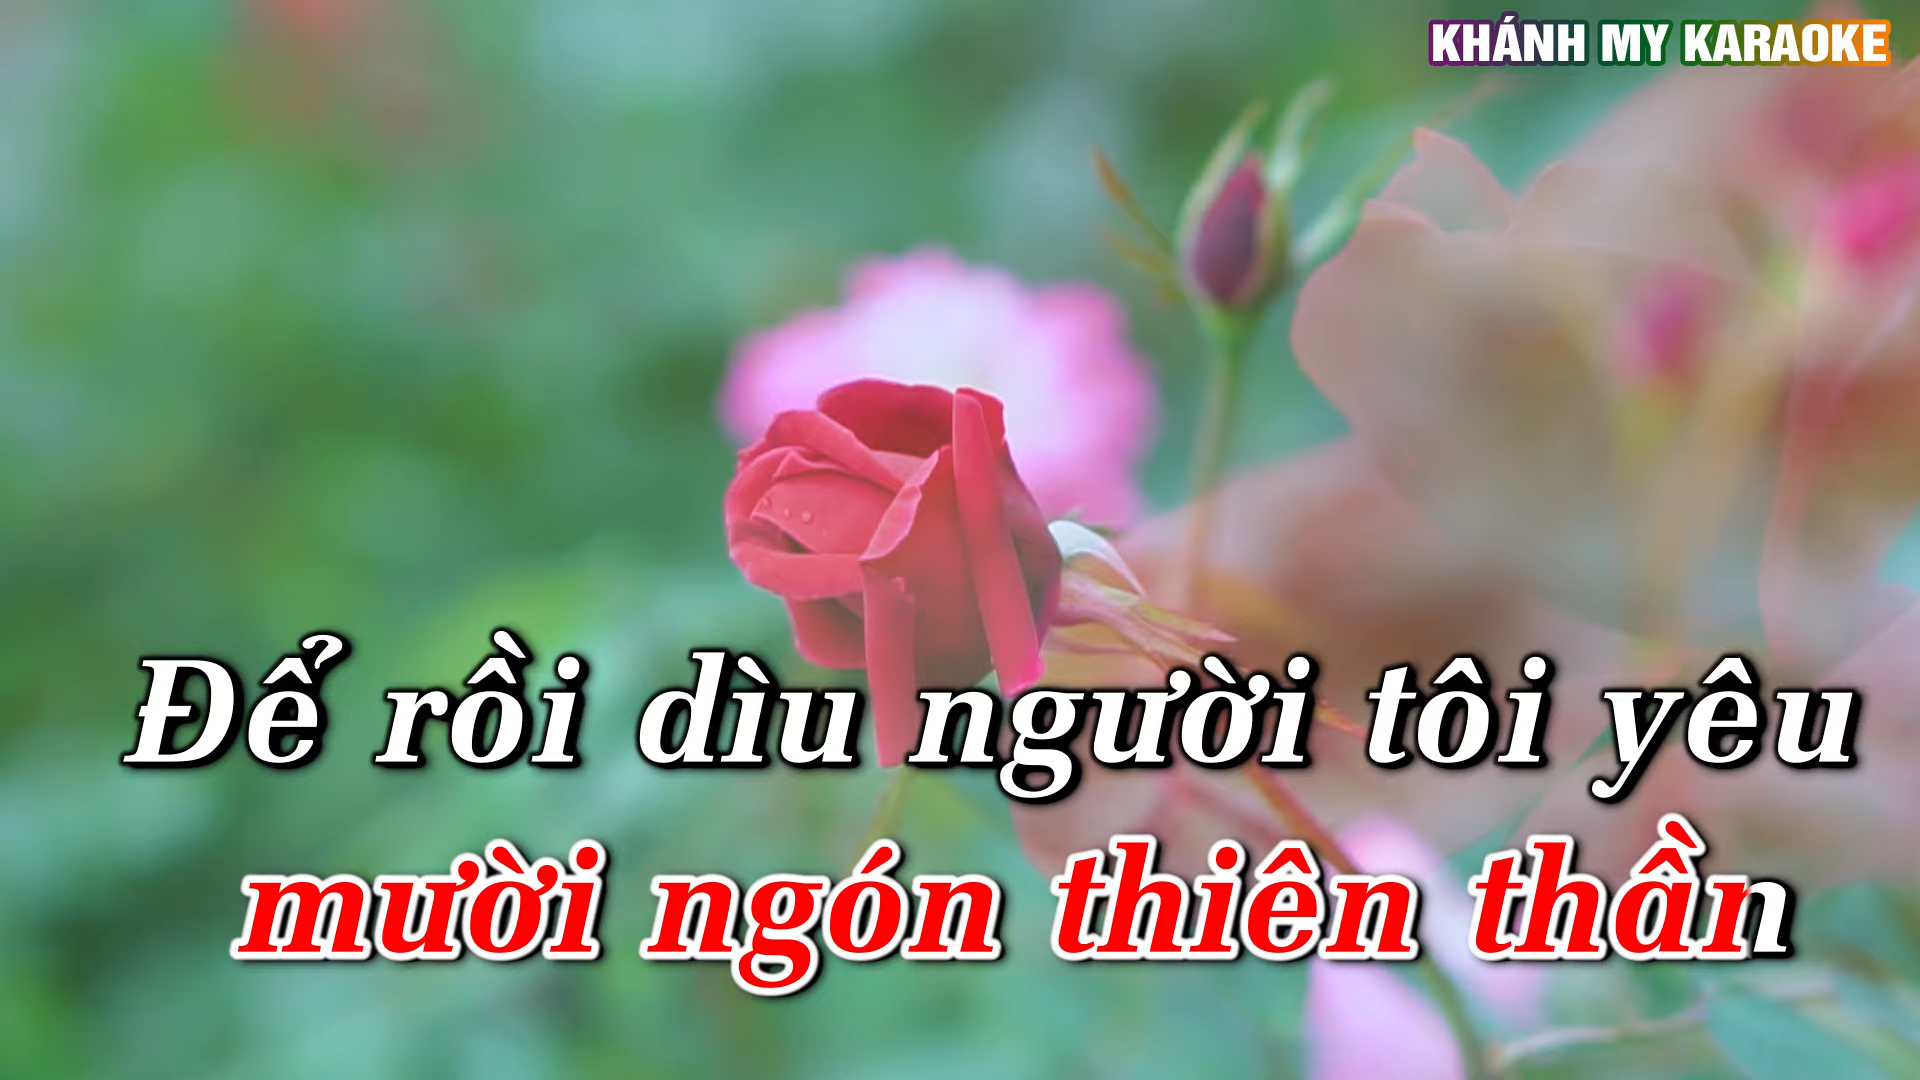 KHÁNH MY KARAOKE
Để rồi dìu người tôi yêu
mười ngón thiên thần